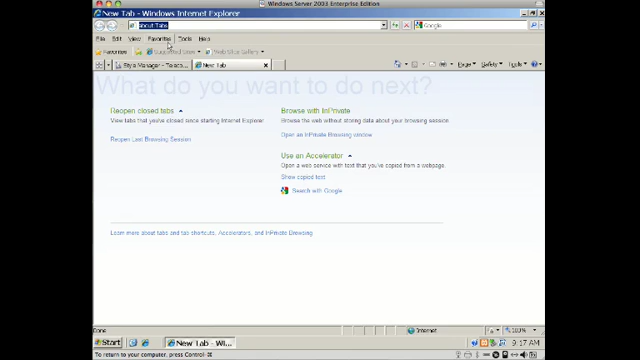 Windows Server 2003 Enterprise Edition
New Tab - Windows Internet Explorer
about:Tabs
Google
File Edit View Favorites Tools Help
Favorites Suggested Sites Web Slice Gallery
New Tab
Page Safety Tools
What do you want to do next?
Reopen closed tabs
View tabs that you've closed since starting Internet Explorer.
Reopen Last Browsing Session
Browse with InPrivate
Browse the web without storing data about your browsing session.
Open an InPrivate Browsing window
Use an Accelerator
Open a web service with text that you've copied from a webpage.
Show copied text
Search with Google
Learn more about tabs and tab shortcuts, Accelerators, and InPrivate Browsing
Done
Internet
100%
Start
New Tab - Wi...
9:17 AM
To return to your computer, press Control-⌘